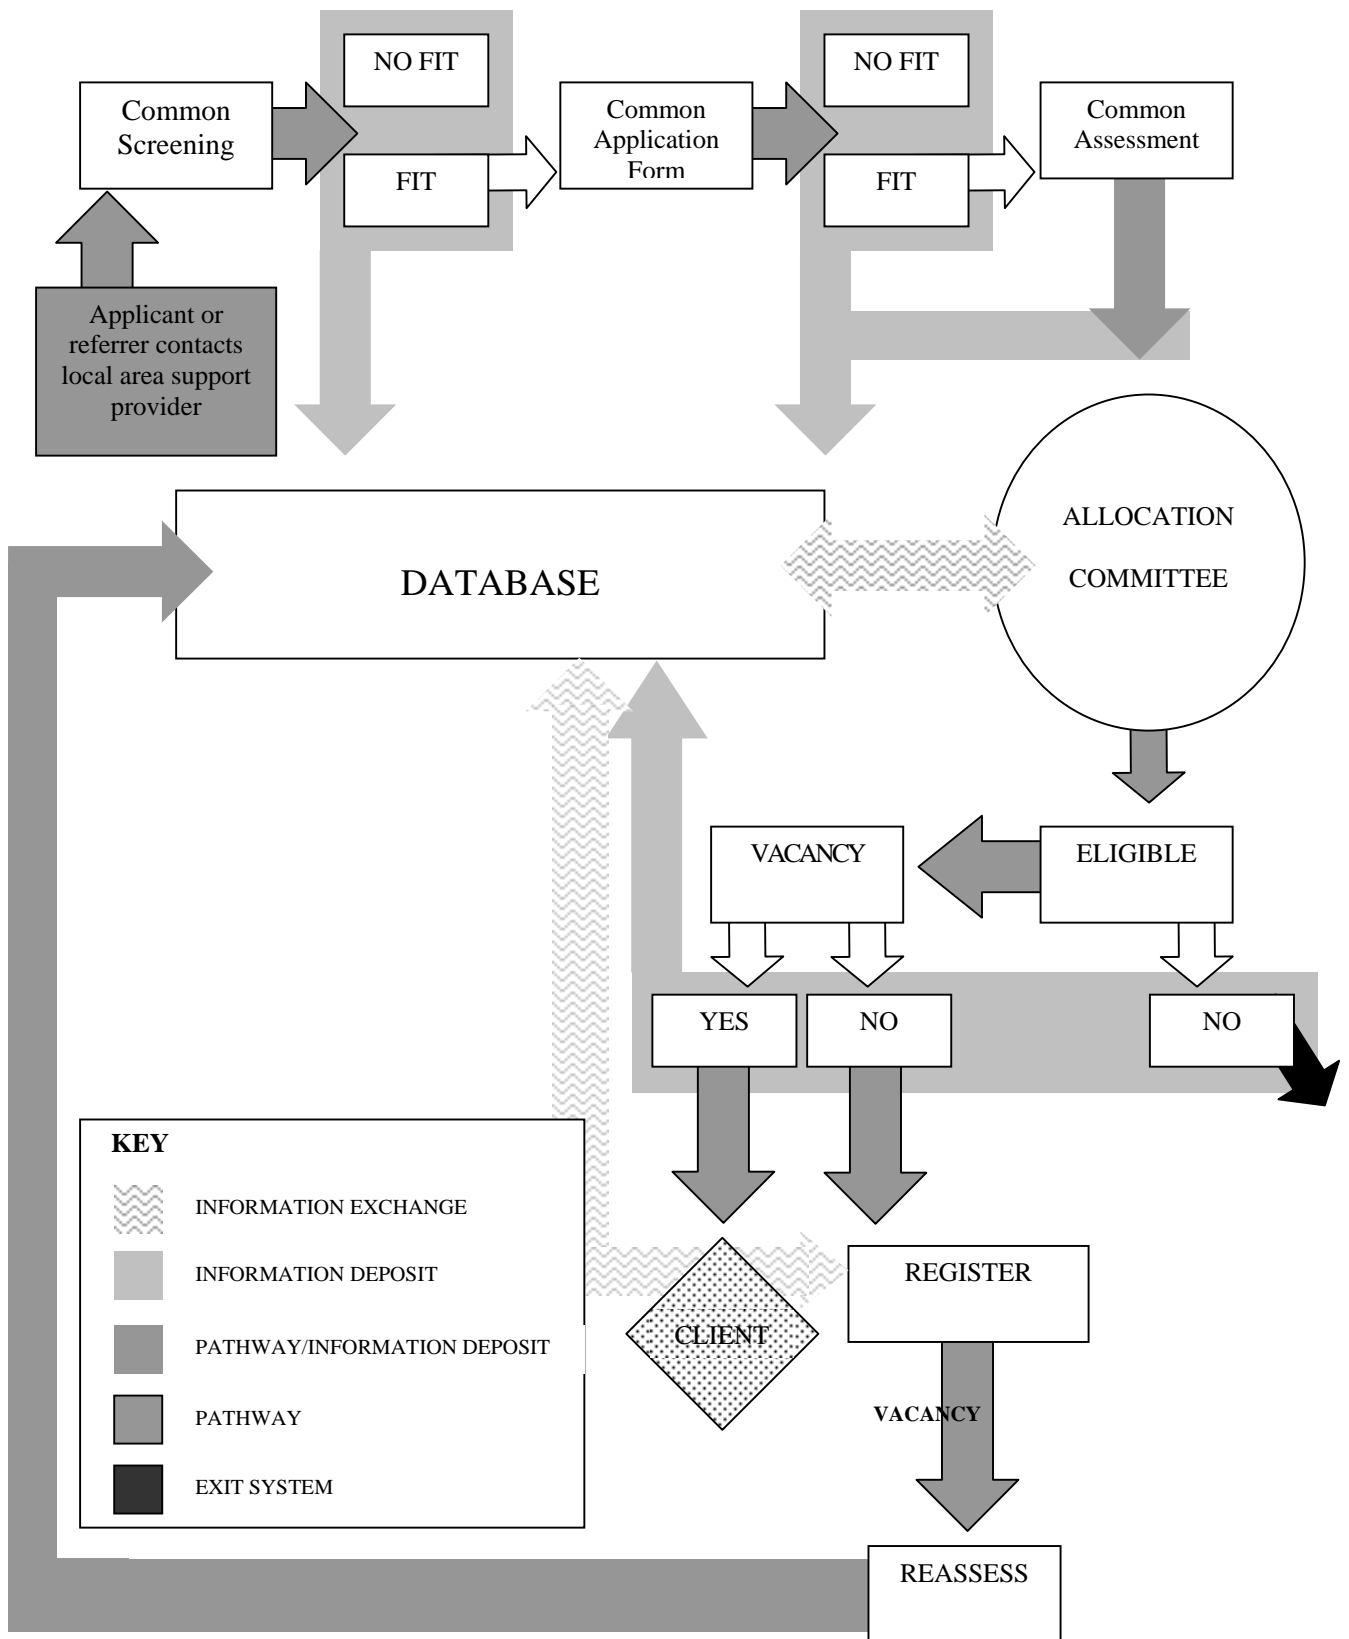 NO FIT
NO FIT
Common
Screening
Common
Application
Form
Common
Assessment
FIT
FIT
Applicant or
referrer contacts
local area support
provider
ALLOCATION
COMMITTEE
DATABASE
VACANCY
ELIGIBLE
YES
NO
NO
KEY
INFORMATION EXCHANGE
INFORMATION DEPOSIT
PATHWAY/INFORMATION DEPOSIT
PATHWAY
EXIT SYSTEM
CLIENT
REGISTER
VACANCY
REASSESS